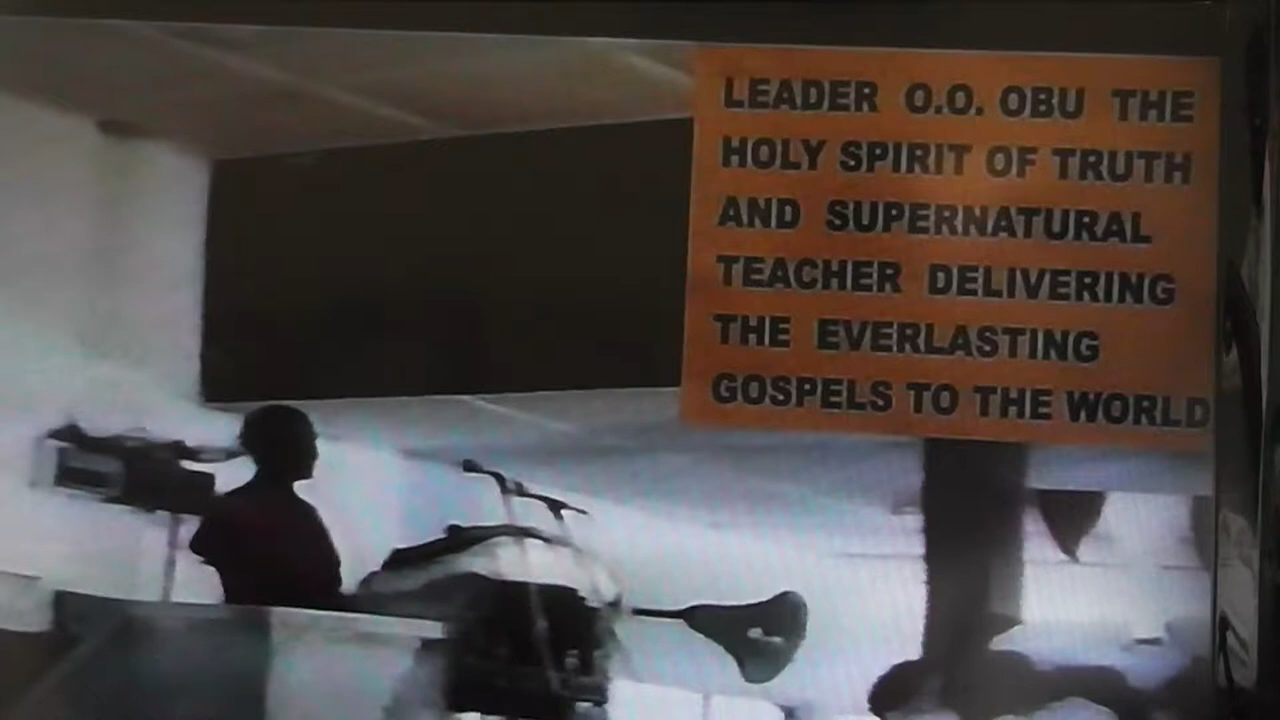 LEADER O.O. OBU THE
HOLY SPIRIT OF TRUTH
AND SUPERNATURAL
TEACHER DELIVERING
THE EVERLASTING
GOSPELS TO THE WORLD